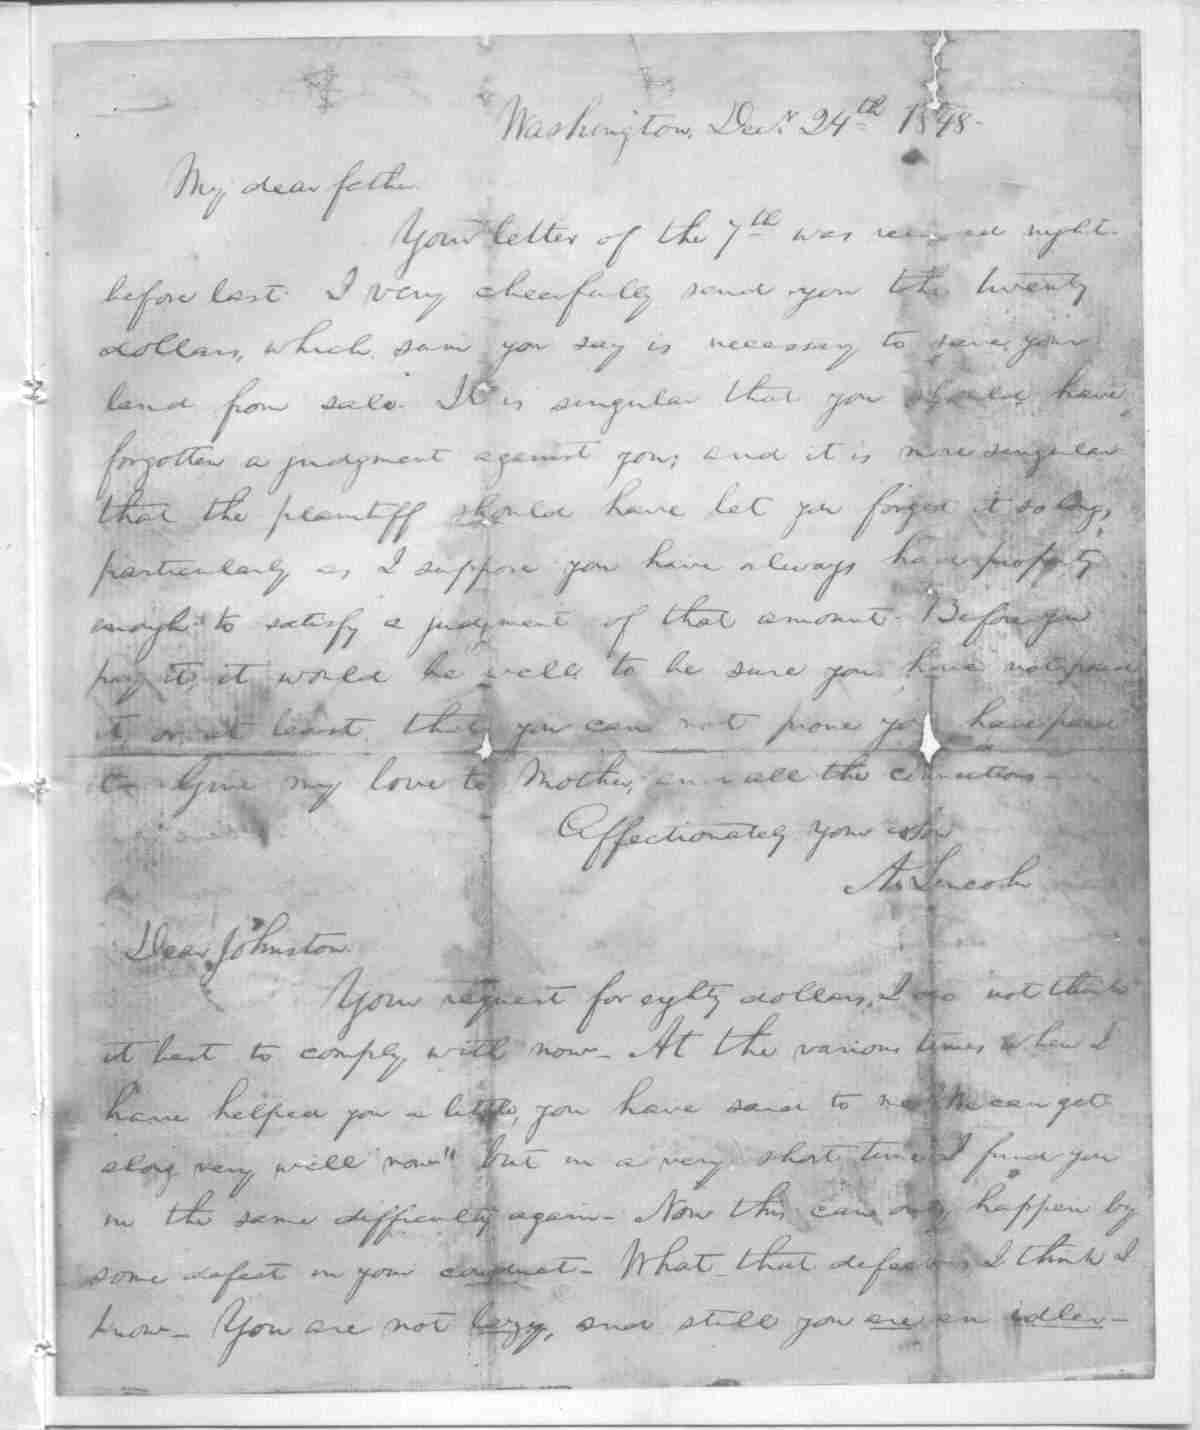 Washington, Decr. 24th 1848-
My dear father.
Your letter of the 7th was received night
before last. I very cheerfully send you the twenty
dollars, which sum you say is necessary to save your
land from sale. It is singular that you should have
forgotten a judgment against you; and it is more singular
that the plaintiff should have let you forget it so long,
particularly as I suppose you have always had property
enough to satisfy a judgment of that amount. Before you
pay it, it would be well to be sure you have not paid
it; or, at least, that you can not prove you have paid
it- Give my love to Mother, and all the connections-
Affectionately your son
A. Lincoln
Dear Johnston.
Your request for eighty dollars, I do not think
it best to comply with now- At the various times when I
have helped you a little, you have said to me "We can get
along very well now" but in a very short time I find you
in the same difficulty again- Now this can only happen by
some defect in your conduct- What that defect is, I think I
know- You are not lazy, and still you are an idler-